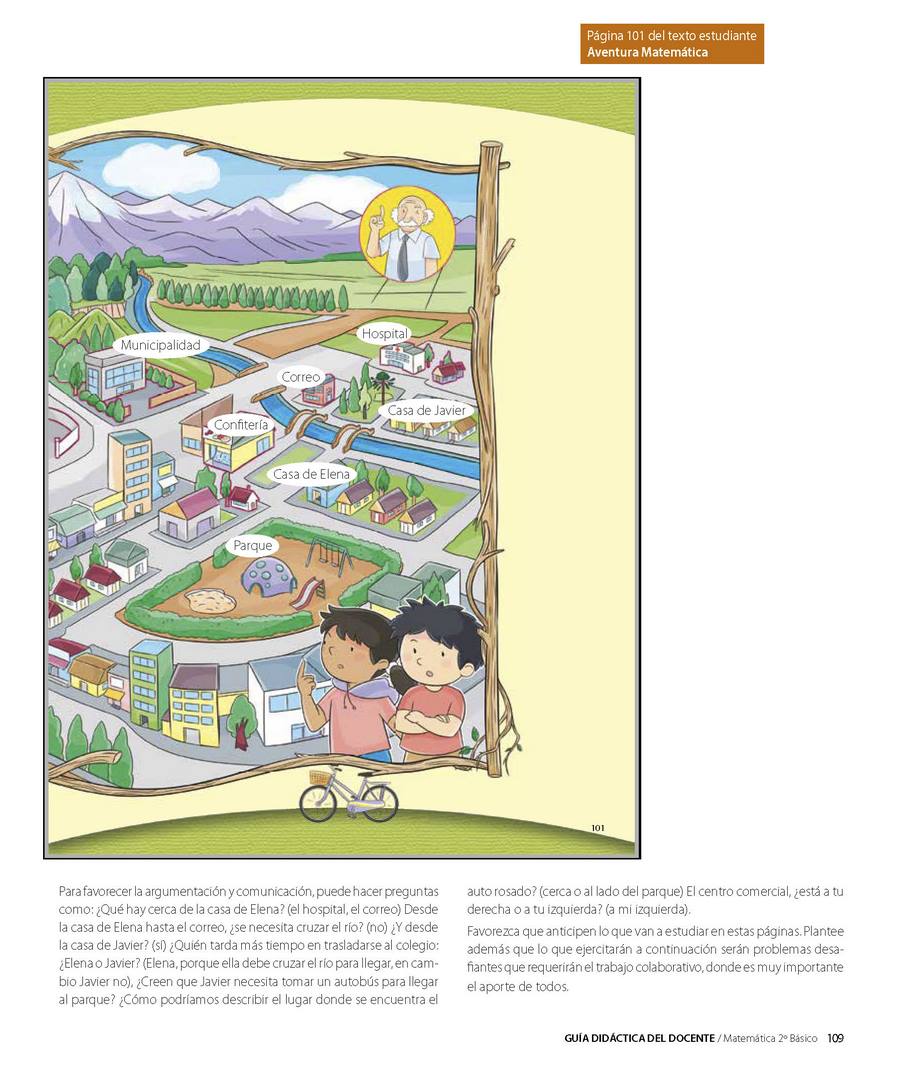 Página 101 del texto estudiante
Aventura Matemática
Hospital
Municipalidad
Correo
Casa de Javier
Confitería
Casa de Elena
Parque
101
Para favorecer la argumentación y comunicación, puede hacer preguntas
como: ¿Qué hay cerca de la casa de Elena? (el hospital, el correo) Desde
la casa de Elena hasta el correo, ¿se necesita cruzar el río? (no) ¿Y desde
la casa de Javier? (sí) ¿Quién tarda más tiempo en trasladarse al colegio:
¿Elena o Javier? (Elena, porque ella debe cruzar el río para llegar, en cam-
bio Javier no), ¿Creen que Javier necesita tomar un autobús para llegar
al parque? ¿Cómo podríamos describir el lugar donde se encuentra el
auto rosado? (cerca o al lado del parque) El centro comercial, ¿está a tu
derecha o a tu izquierda? (a mi izquierda).
Favorezca que anticipen lo que van a estudiar en estas páginas. Plantee
además que lo que ejercitarán a continuación serán problemas desa-
fiantes que requerirán el trabajo colaborativo, donde es muy importante
el aporte de todos.
GUÍA DIDÁCTICA DEL DOCENTE / Matemática 2º Básico 109